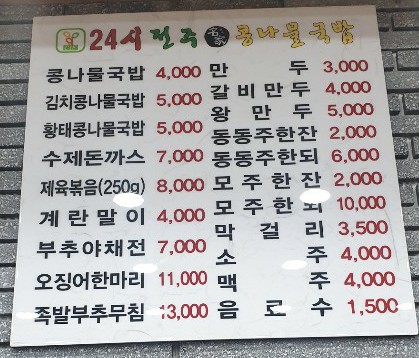 24시 전주 名家 콩나물국밥
콩나물국밥 4,000
김치콩나물국밥 5,000
황태콩나물국밥 5,000
수제돈까스 7,000
제육볶음(250g) 8,000
계란말이 4,000
부추야채전 7,000
오징어한마리 11,000
족발부추무침 13,000
만두 3,000
갈비만두 4,000
왕만두 5,000
동동주한잔 2,000
동동주한되 6,000
모주한잔 2,000
모주한되 10,000
막걸리 3,500
소주 4,000
맥주 4,000
음료수 1,500